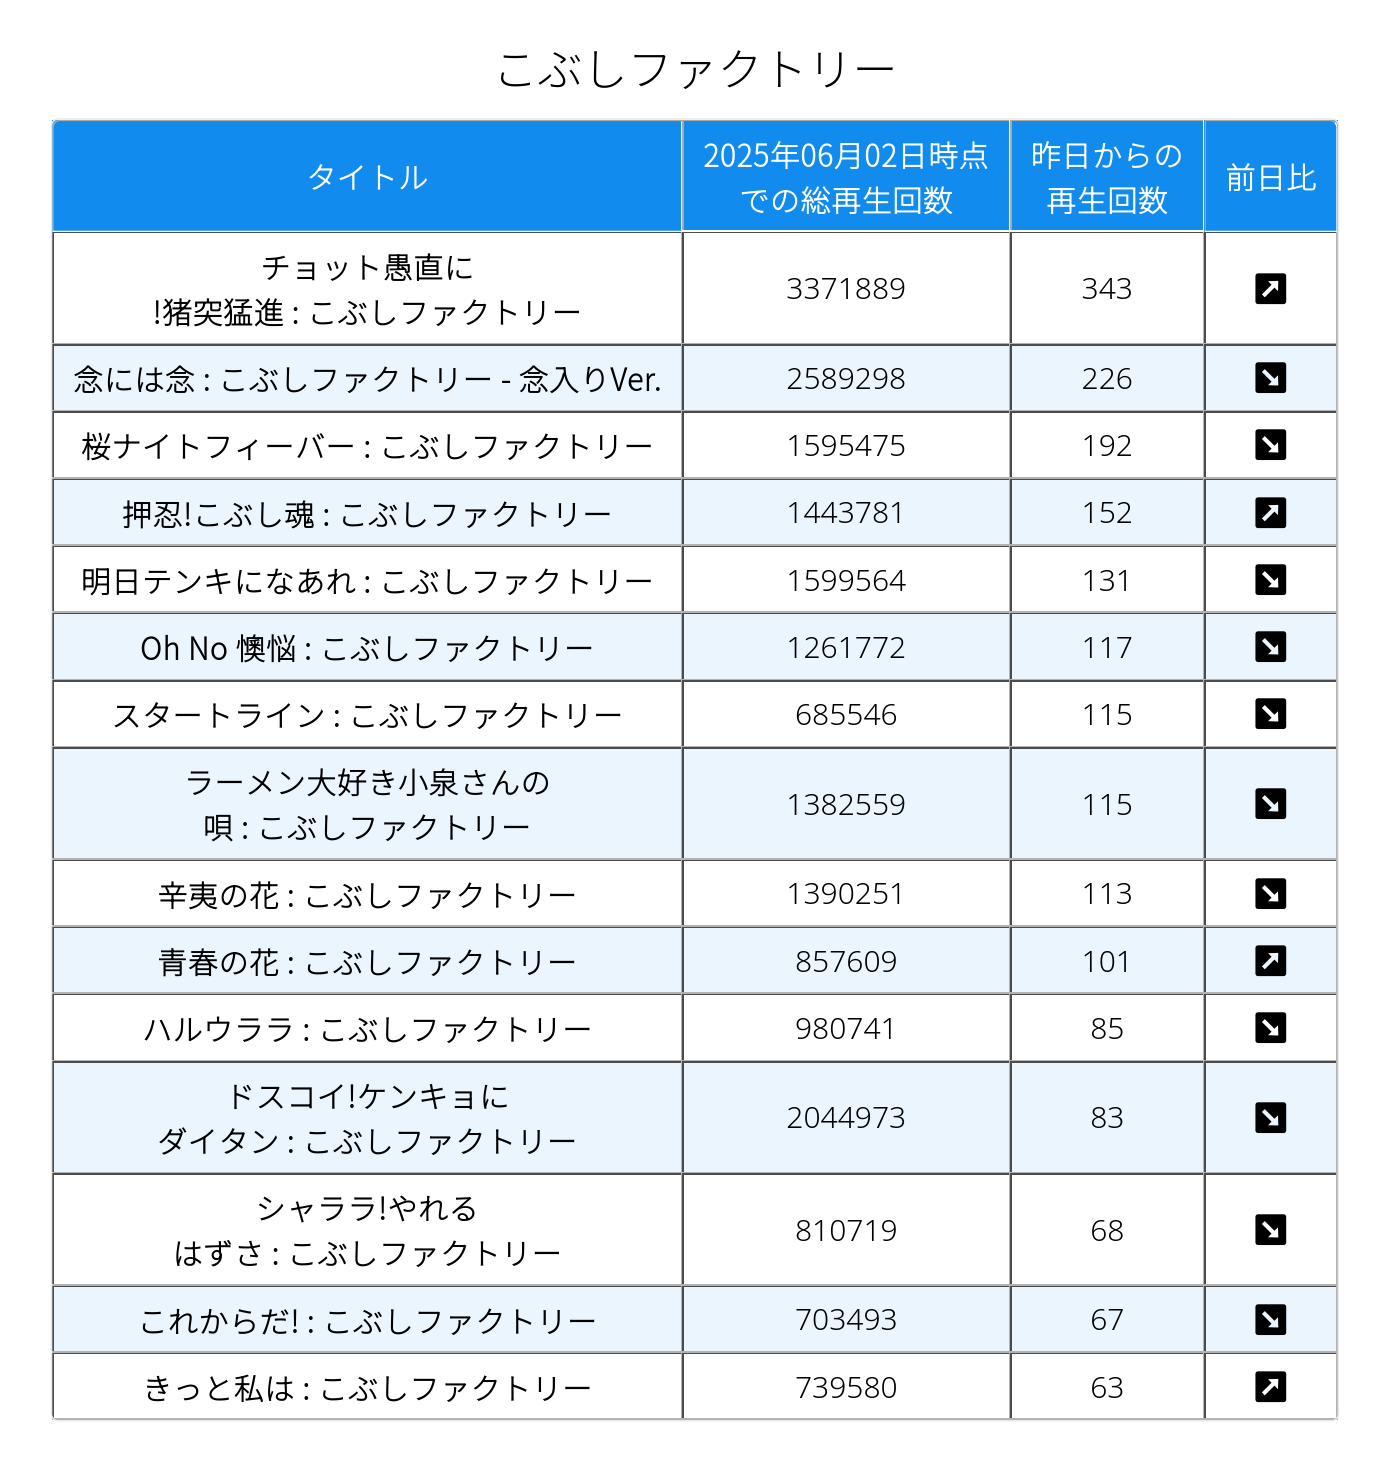 こぶしファクトリー
タイトル
2025年06月02日時点
での総再生回数
昨日からの
再生回数
前日比
チョット愚直に
!猪突猛進 : こぶしファクトリー
3371889
343
念には念 : こぶしファクトリー - 念入りVer.
2589298
226
桜ナイトフィーバー : こぶしファクトリー
1595475
192
押忍!こぶし魂 : こぶしファクトリー
1443781
152
明日テンキになあれ : こぶしファクトリー
1599564
131
Oh No 懊悩 : こぶしファクトリー
1261772
117
スタートライン : こぶしファクトリー
685546
115
ラーメン大好き小泉さんの
唄 : こぶしファクトリー
1382559
115
辛夷の花 : こぶしファクトリー
1390251
113
青春の花 : こぶしファクトリー
857609
101
ハルウララ : こぶしファクトリー
980741
85
ドスコイ!ケンキョに
ダイタン : こぶしファクトリー
2044973
83
シャララ!やれる
はずさ : こぶしファクトリー
810719
68
これからだ! : こぶしファクトリー
703493
67
きっと私は : こぶしファクトリー
739580
63